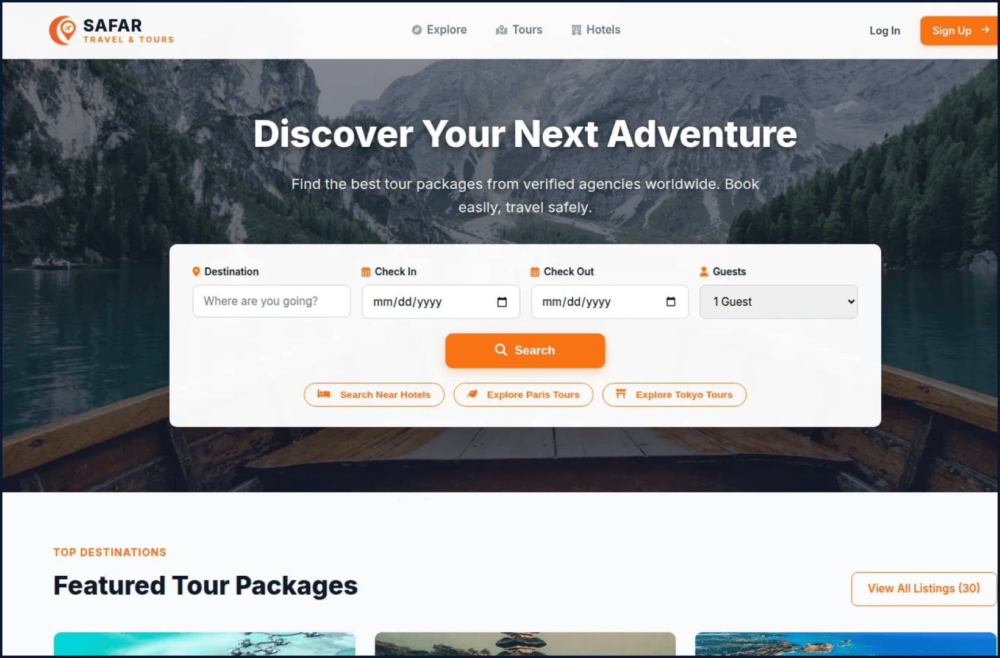 SAFAR
TRAVEL & TOURS
Explore
Tours
Hotels
Log In
Sign Up →
Discover Your Next Adventure
Find the best tour packages from verified agencies worldwide. Book
easily, travel safely.
Destination
Check In
Check Out
Guests
Where are you going?
mm/dd/yyyy
mm/dd/yyyy
1 Guest
Search
Search Near Hotels
Explore Paris Tours
Explore Tokyo Tours
TOP DESTINATIONS
Featured Tour Packages
View All Listings (30)